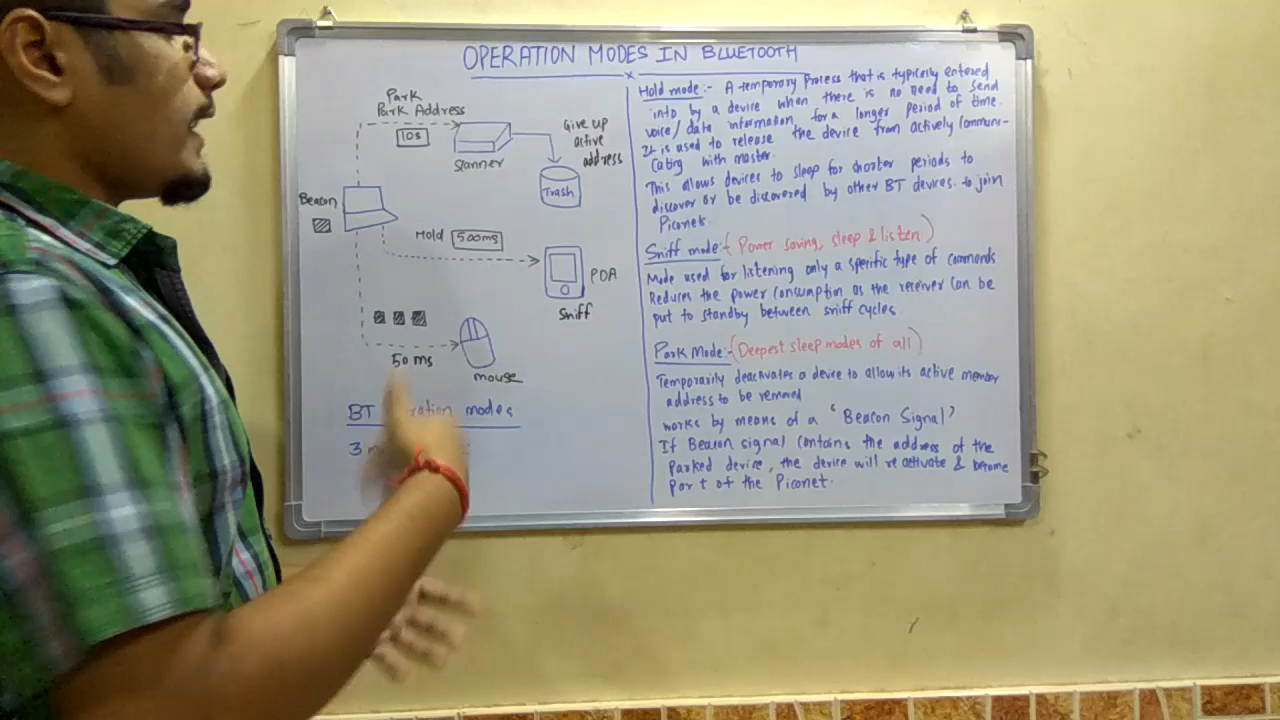 OPERATION MODES IN BLUETOOTH
Park
Park Address
10s
Scanner
Give up
active
address
Trash
Beacon
Hold 500ms
PDA
Sniff
50 ms
mouse
BT modes
3
Hold mode:- A temporary process that is typically entered
into by a device when there is no need to send
voice/data information for a longer period of time.
It is used to release the device from actively communi-
cating with master.
This allows devices to sleep for shorter periods to
discover or be discovered by other BT devices to join
Piconets.
Sniff mode:-(Power saving, sleep & listen)
Mode used for listening only a specific type of commands
Reduces the power consumption as the receiver can be
put to standby between sniff cycles.
Park Mode:-(Deepest sleep modes of all)
Temporarily deactivates a device to allow its active member
address to be removed
works by means of a "Beacon Signal"
If Beacon signal contains the address of the
parked device, the device will re activate & become
part of the Piconet.